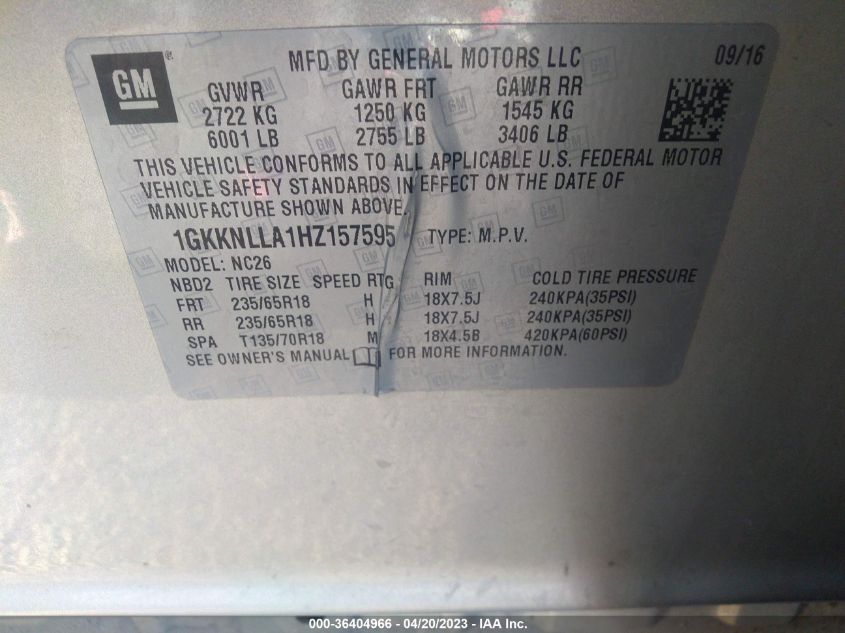 GM ® MFD BY GENERAL MOTORS LLC 09/16
GVWR GAWR FRT GAWR RR
2722 KG 1250 KG 1545 KG
6001 LB 2755 LB 3406 LB
THIS VEHICLE CONFORMS TO ALL APPLICABLE U.S. FEDERAL MOTOR
VEHICLE SAFETY STANDARDS IN EFFECT ON THE DATE OF
MANUFACTURE SHOWN ABOVE.
1GKKNLLA1HZ157595 TYPE: M.P.V.
MODEL: NC26
NBD2 TIRE SIZE SPEED RTG RIM COLD TIRE PRESSURE
FRT 235/65R18 H 18X7.5J 240KPA(35PSI)
RR 235/65R18 H 18X7.5J 240KPA(35PSI)
SPA T135/70R18 M 18X4.5B 420KPA(60PSI)
SEE OWNER'S MANUAL FOR MORE INFORMATION.
000-36404966 - 04/20/2023 - IAA Inc.